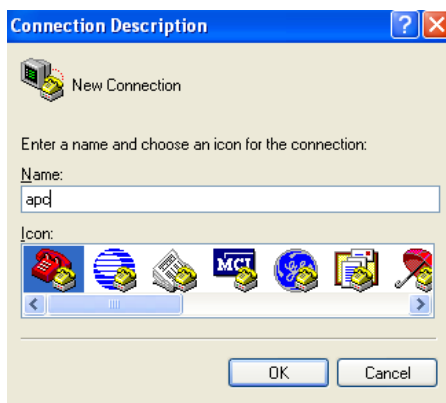 Connection Description
New Connection
Enter a name and choose an icon for the connection:
Name:
apc
Icon:
MCI
OK
Cancel